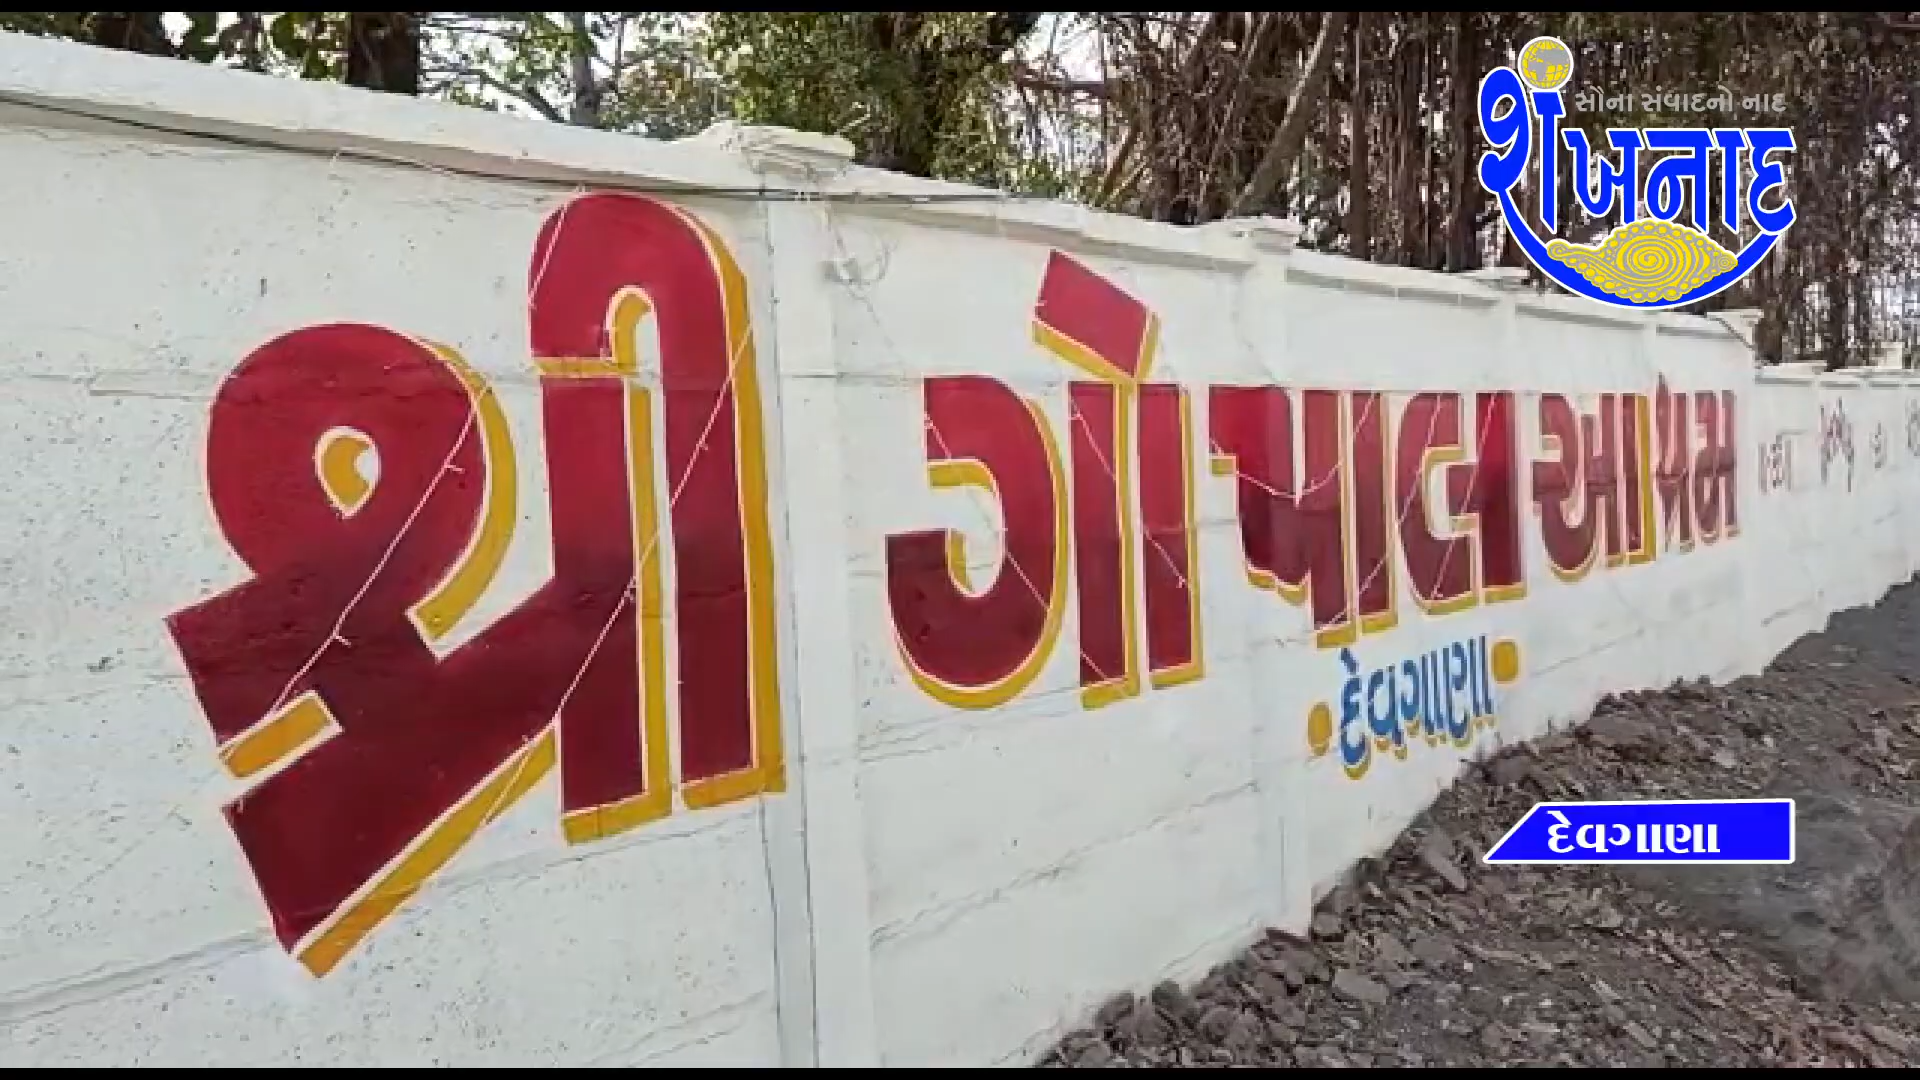 સૌના સંવાદનો નાદ
શંખનાદ
શ્રી ગોપાલ આશ્રમ
દેવગાણા
દેવગાણા